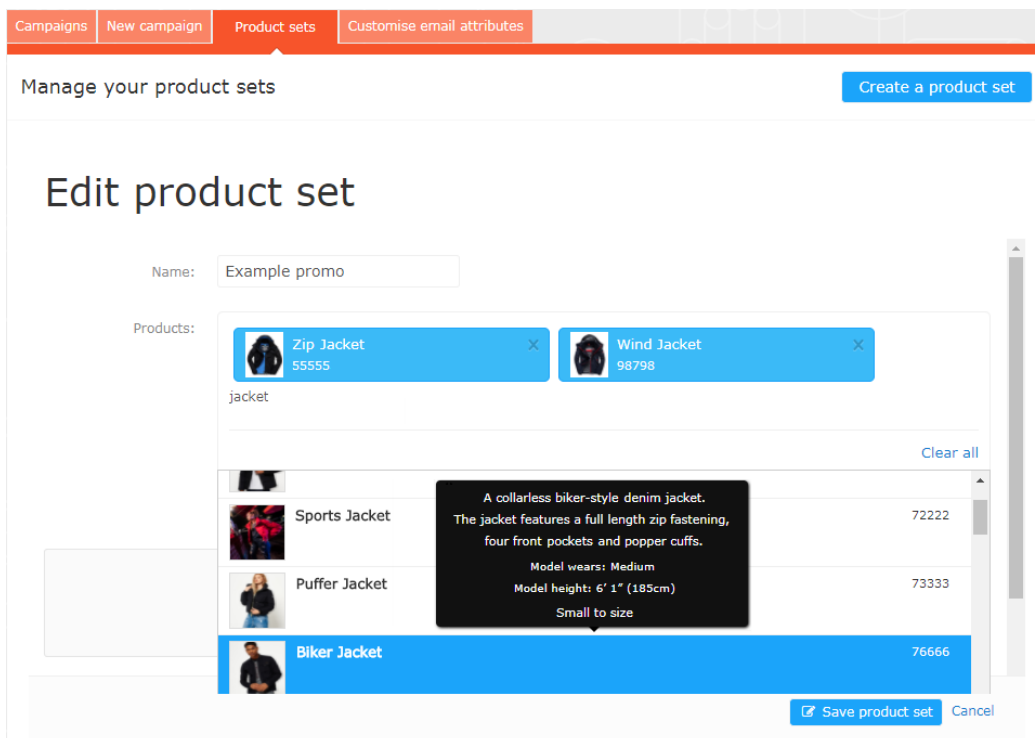 Campaigns
New campaign
Product sets
Customise email attributes
Manage your product sets
Create a product set
Edit product set
Name:
Example promo
Products:
Zip Jacket
55555
Wind Jacket
98798
jacket
Clear all
A collarless biker-style denim jacket.
The jacket features a full length zip fastening,
four front pockets and popper cuffs.
Model wears: Medium
Model height: 6’ 1” (185cm)
Small to size
Sports Jacket
72222
Puffer Jacket
73333
Biker Jacket
76666
Save product set
Cancel